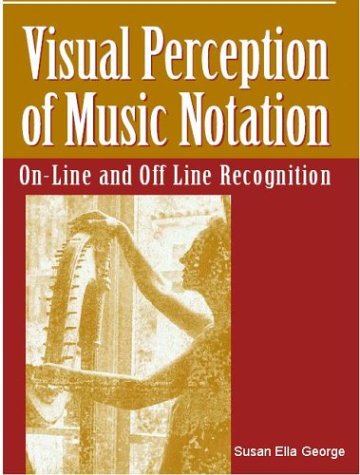 Visual Perception
of Music Notation
On-Line and Off Line Recognition
Susan Ella George